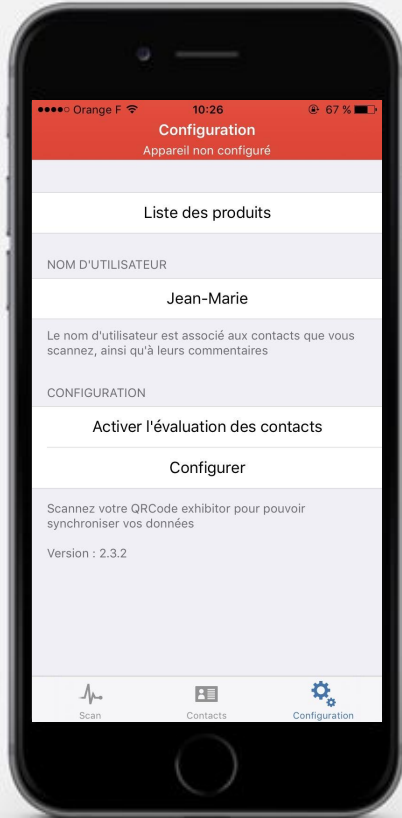 Orange F 10:26 67 %
Configuration
Appareil non configuré
Liste des produits
NOM D'UTILISATEUR
Jean-Marie
Le nom d'utilisateur est associé aux contacts que vous
scannez, ainsi qu'à leurs commentaires
CONFIGURATION
Activer l'évaluation des contacts
Configurer
Scannez votre QRCode exhibitor pour pouvoir
synchroniser vos données
Version : 2.3.2
Scan Contacts Configuration